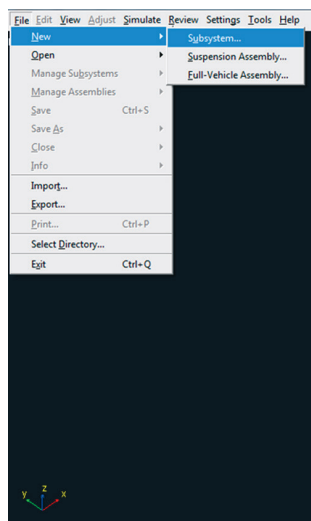 File Edit View Adjust Simulate Review Settings Tools Help
New
Subsystem...
Open
Suspension Assembly...
Manage Subsystems
Full-Vehicle Assembly...
Manage Assemblies
Save Ctrl+S
Save As
Close
Info
Import...
Export...
Print... Ctrl+P
Select Directory...
Exit Ctrl+Q
y z x